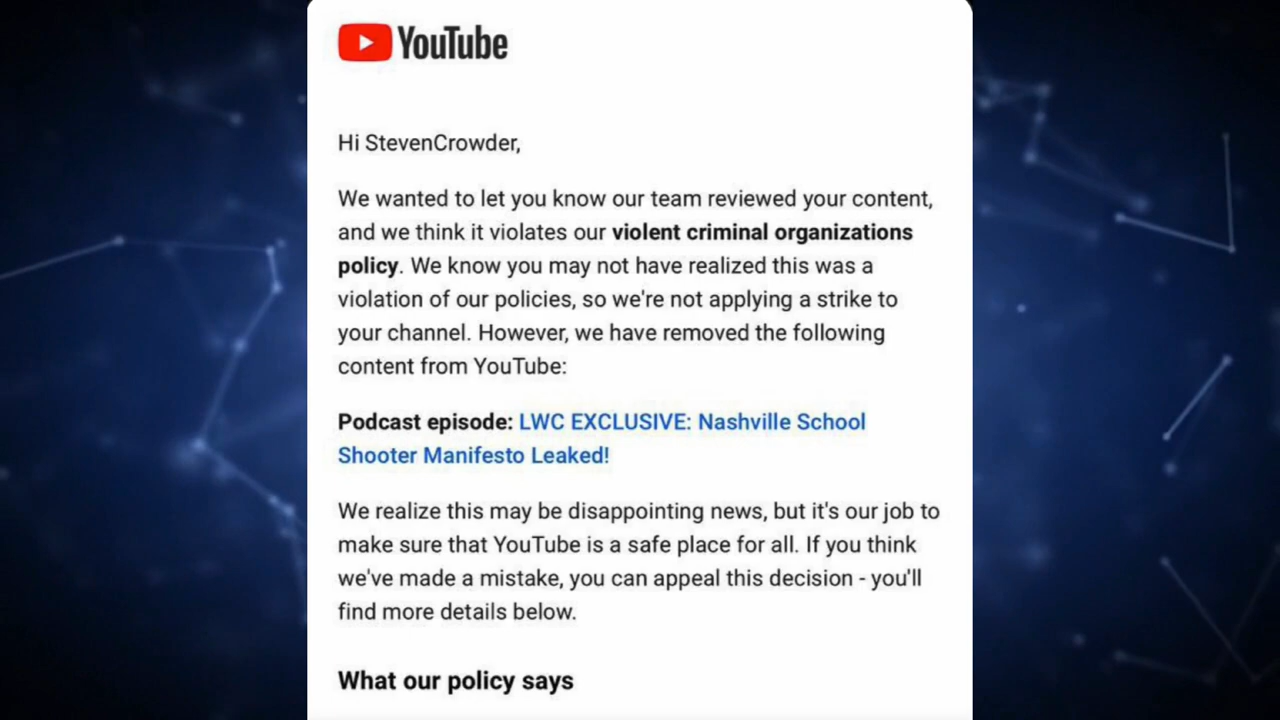 YouTube
Hi StevenCrowder,
We wanted to let you know our team reviewed your content,
and we think it violates our violent criminal organizations
policy. We know you may not have realized this was a
violation of our policies, so we're not applying a strike to
your channel. However, we have removed the following
content from YouTube:
Podcast episode: LWC EXCLUSIVE: Nashville School
Shooter Manifesto Leaked!
We realize this may be disappointing news, but it's our job to
make sure that YouTube is a safe place for all. If you think
we've made a mistake, you can appeal this decision - you'll
find more details below.
What our policy says